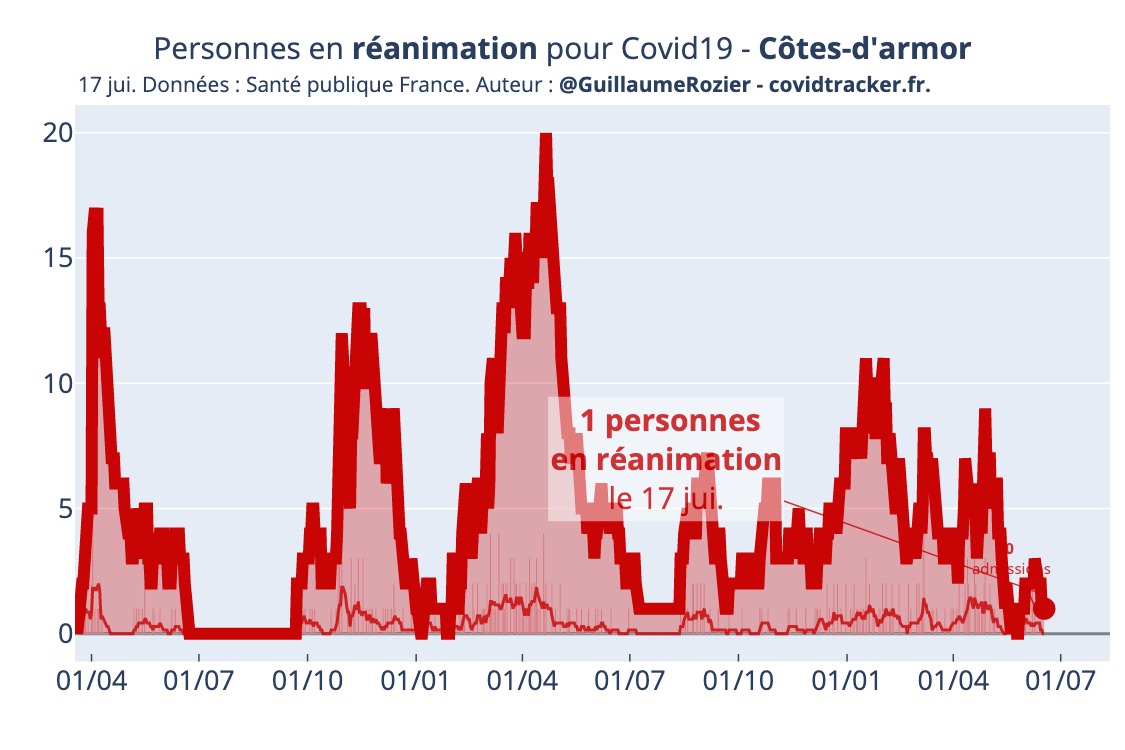 Personnes en réanimation pour Covid19 - Côtes-d'armor
17 jui. Données : Santé publique France. Auteur : @GuillaumeRozier - covidtracker.fr.
20
15
10
5
0
1 personnes
en réanimation
le 17 jui.
0
admissions
01/04 01/07 01/10 01/01 01/04 01/07 01/10 01/01 01/04 01/07